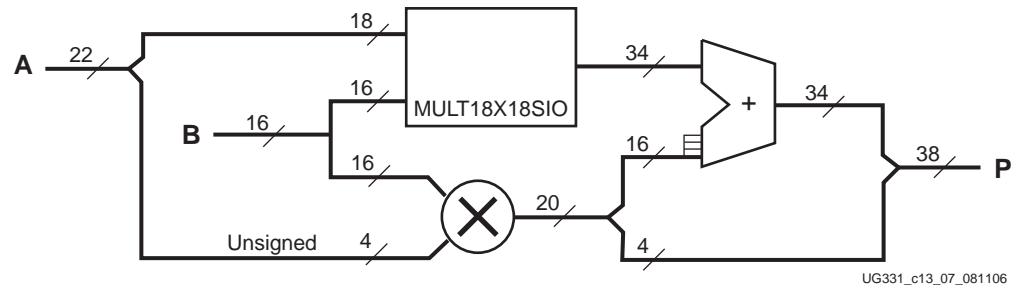 18
A 22 34
16 + 34
MULT18X18SIO
B 16 16
16 38 P
20
Unsigned 4 4
UG331_c13_07_081106